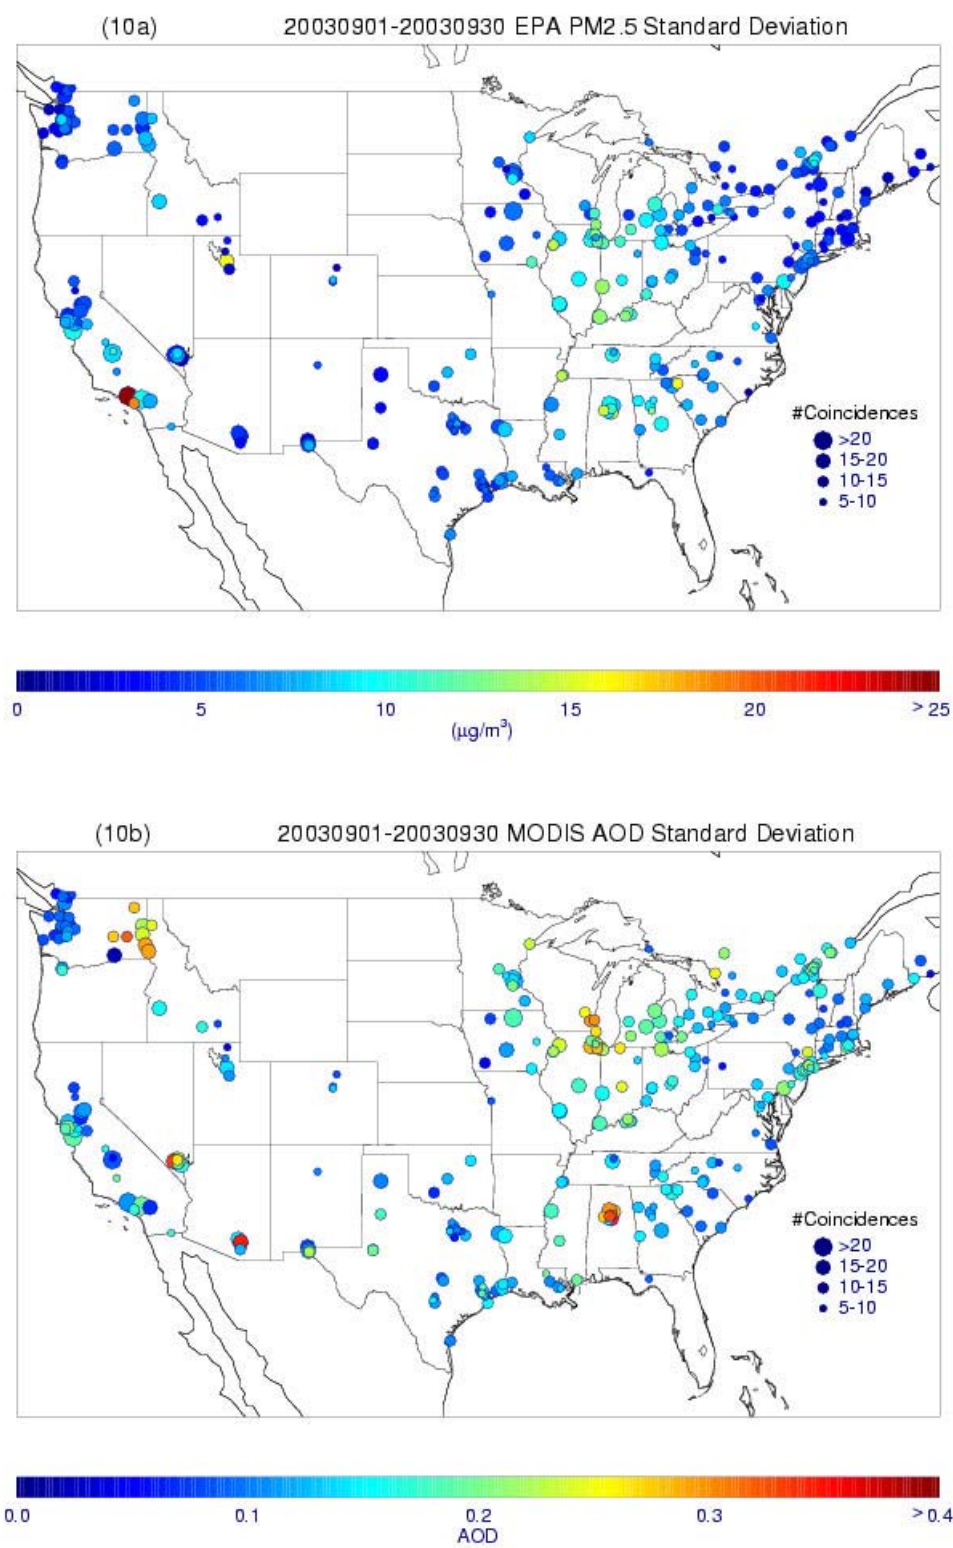 (10a) 20030901-20030930 EPA PM2.5 Standard Deviation
#Coincidences
>20
15-20
10-15
5-10
0 5 10 15 20 > 25
(µg/m³)
(10b) 20030901-20030930 MODIS AOD Standard Deviation
#Coincidences
>20
15-20
10-15
5-10
0.0 0.1 0.2 0.3 > 0.4
AOD